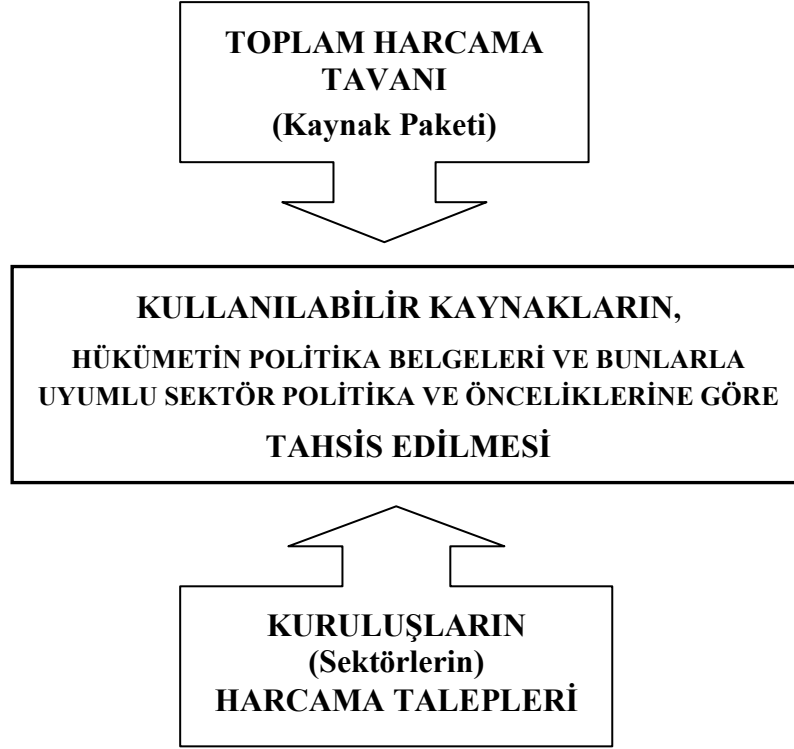 TOPLAM HARCAMA
TAVANI
(Kaynak Paketi)
KULLANILABİLİR KAYNAKLARIN,
HÜKÜMETİN POLİTİKA BELGELERİ VE BUNLARLA
UYUMLU SEKTÖR POLİTİKA VE ÖNCELİKLERİNE GÖRE
TAHSİS EDİLMESİ
KURULUŞLARIN
(Sektörlerin)
HARCAMA TALEPLERİ